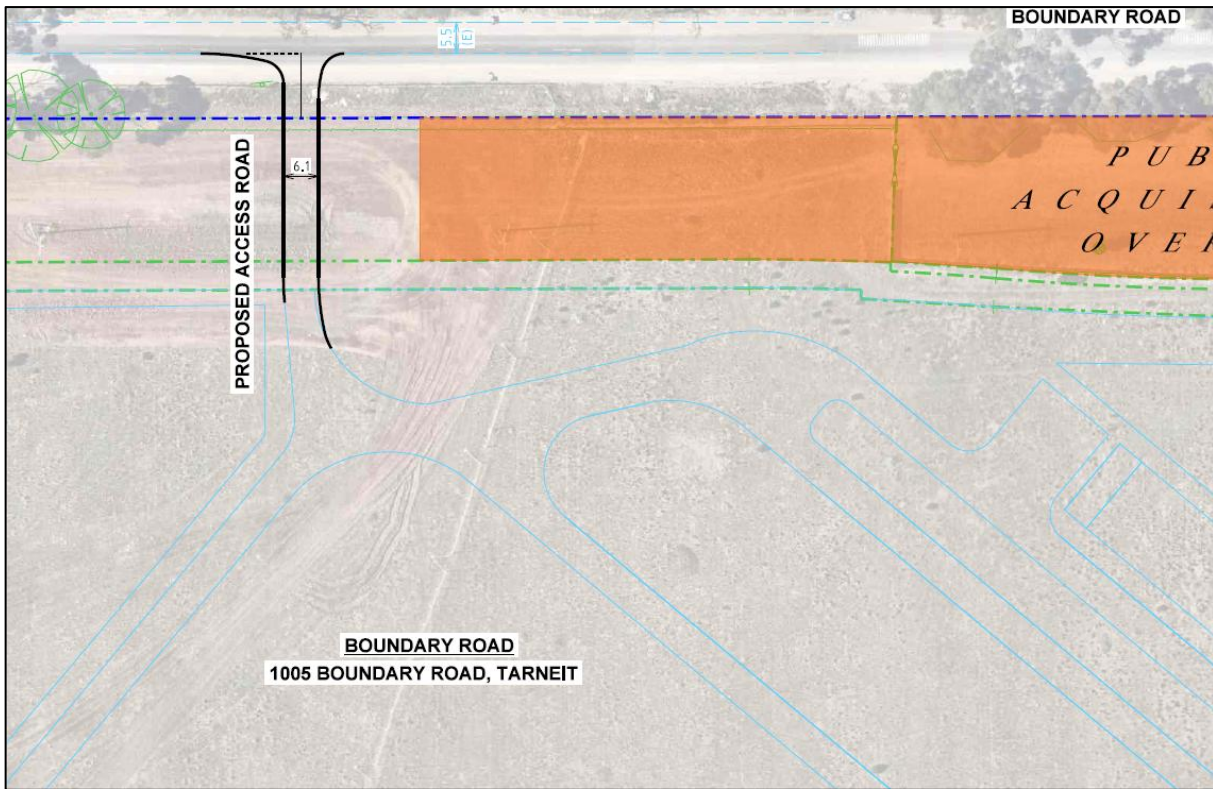 BOUNDARY ROAD
5.5
(E)
6.1
PROPOSED ACCESS ROAD
P U B
A C Q U I
O V E
BOUNDARY ROAD
1005 BOUNDARY ROAD, TARNEIT